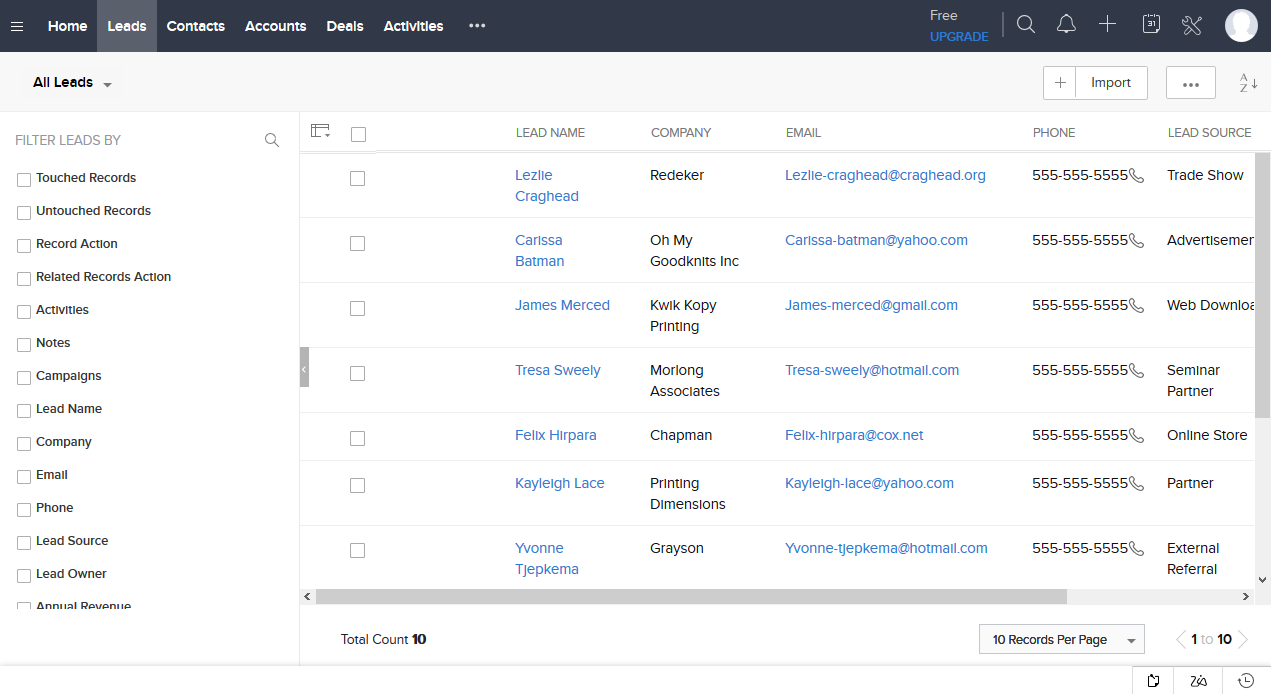 Home Leads Contacts Accounts Deals Activities ••• Free
UPGRADE
31
All Leads
+ Import ••• A Z
FILTER LEADS BY
Touched Records
Untouched Records
Record Action
Related Records Action
Activities
Notes
Campaigns
Lead Name
Company
Email
Phone
Lead Source
Lead Owner
Annual Revenue
LEAD NAME COMPANY EMAIL PHONE LEAD SOURCE
Lezlie Redeker Lezlie-craghead@craghead.org 555-555-5555 Trade Show
Craghead
Carissa Oh My Carissa-batman@yahoo.com 555-555-5555 Advertisemen
Batman Goodknits Inc
James Merced Kwik Kopy James-merced@gmail.com 555-555-5555 Web Downloa
Printing
Tresa Sweely Morlong Tresa-sweely@hotmail.com 555-555-5555 Seminar
Associates Partner
Felix Hirpara Chapman Felix-hirpara@cox.net 555-555-5555 Online Store
Kayleigh Lace Printing Kayleigh-lace@yahoo.com 555-555-5555 Partner
Dimensions
Yvonne Grayson Yvonne-tjepkema@hotmail.com 555-555-5555 External
Tjepkema Referral
Total Count 10 10 Records Per Page 1 to 10